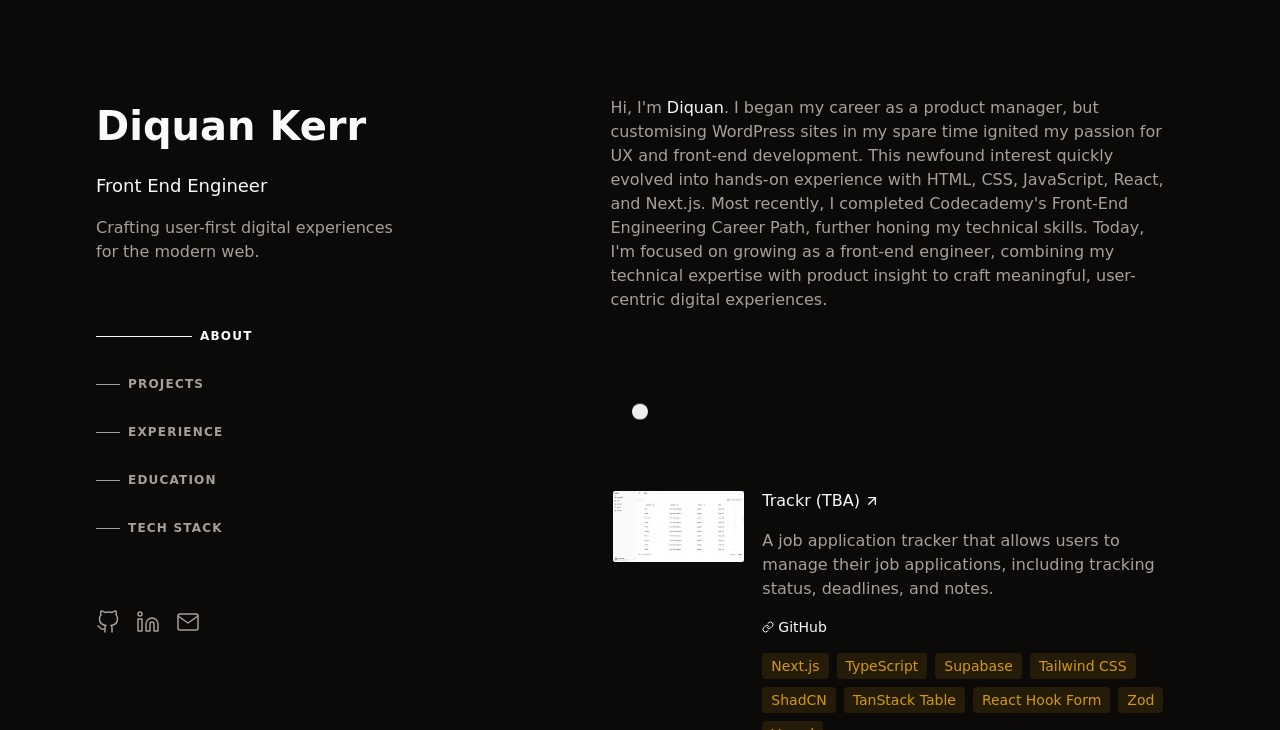 Diquan Kerr
Front End Engineer
Crafting user-first digital experiences
for the modern web.
ABOUT
PROJECTS
EXPERIENCE
EDUCATION
TECH STACK
Hi, I'm Diquan. I began my career as a product manager, but
customising WordPress sites in my spare time ignited my passion for
UX and front-end development. This newfound interest quickly
evolved into hands-on experience with HTML, CSS, JavaScript, React,
and Next.js. Most recently, I completed Codecademy's Front-End
Engineering Career Path, further honing my technical skills. Today,
I'm focused on growing as a front-end engineer, combining my
technical expertise with product insight to craft meaningful, user-
centric digital experiences.
Trackr (TBA)
A job application tracker that allows users to
manage their job applications, including tracking
status, deadlines, and notes.
GitHub
Next.js TypeScript Supabase Tailwind CSS
ShadCN TanStack Table React Hook Form Zod